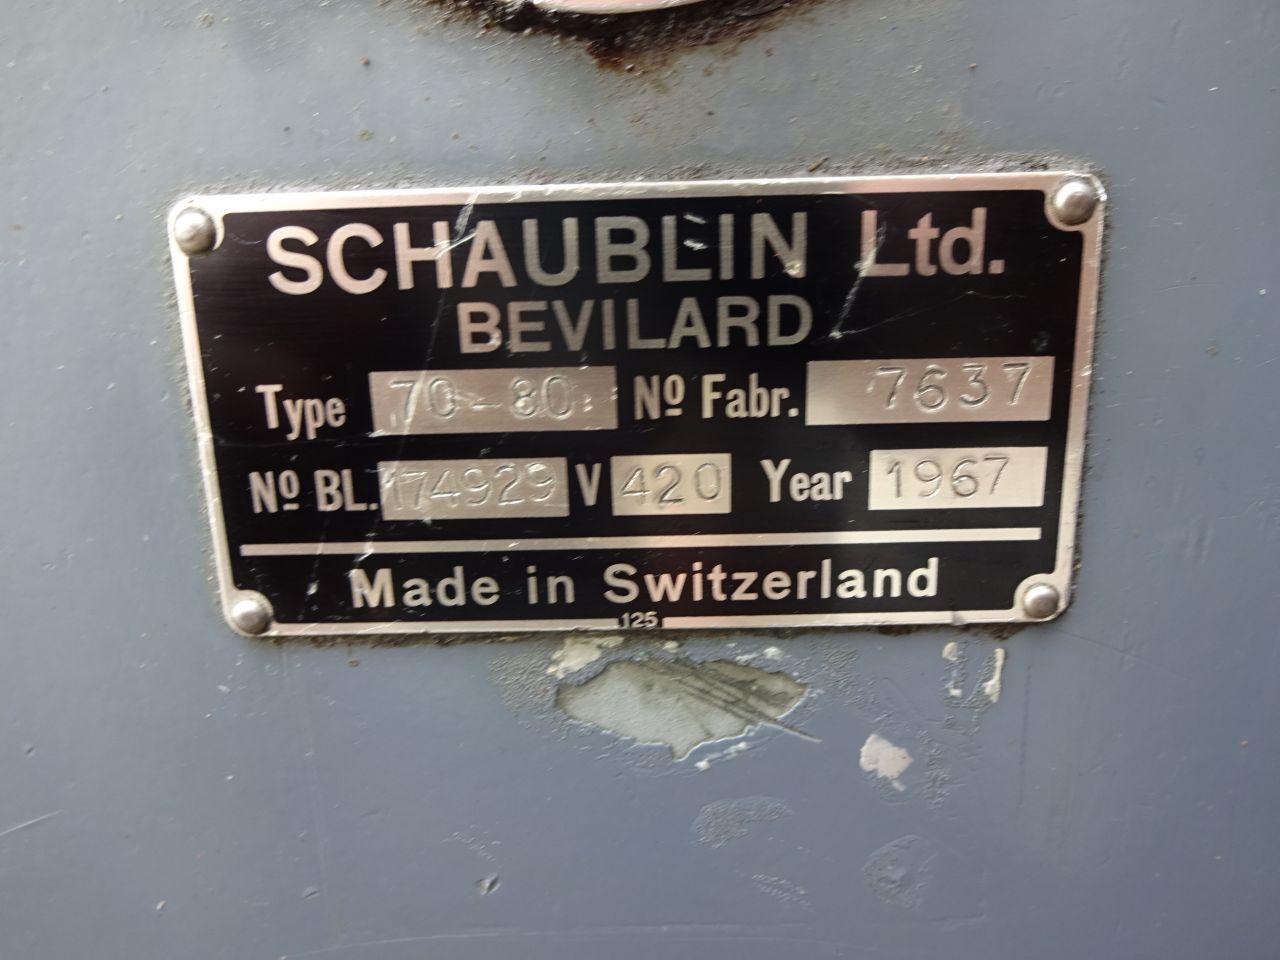 SCHAUBLIN Ltd.
BEVILARD
Type 70-80 Nº Fabr. 7637
Nº BL. 174929 V 420 Year 1967
Made in Switzerland
125